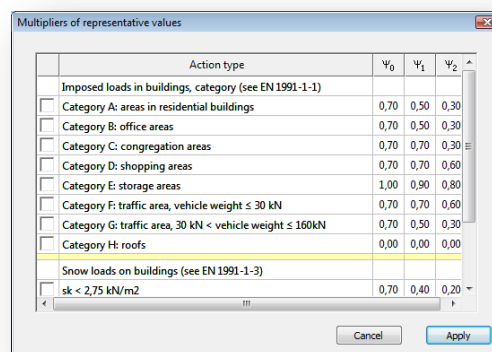 Multipliers of representative values
Action type Ψ0 Ψ1 Ψ2
Imposed loads in buildings, category (see EN 1991-1-1)
Category A: areas in residential buildings 0,70 0,50 0,30
Category B: office areas 0,70 0,50 0,30
Category C: congregation areas 0,70 0,70 0,30
Category D: shopping areas 0,70 0,70 0,60
Category E: storage areas 1,00 0,90 0,80
Category F: traffic area, vehicle weight ≤ 30 kN 0,70 0,70 0,60
Category G: traffic area, 30 kN < vehicle weight ≤ 160kN 0,70 0,50 0,30
Category H: roofs 0,00 0,00 0,00
Snow loads on buildings (see EN 1991-1-3)
sk < 2,75 kN/m2 0,70 0,40 0,20
Cancel Apply